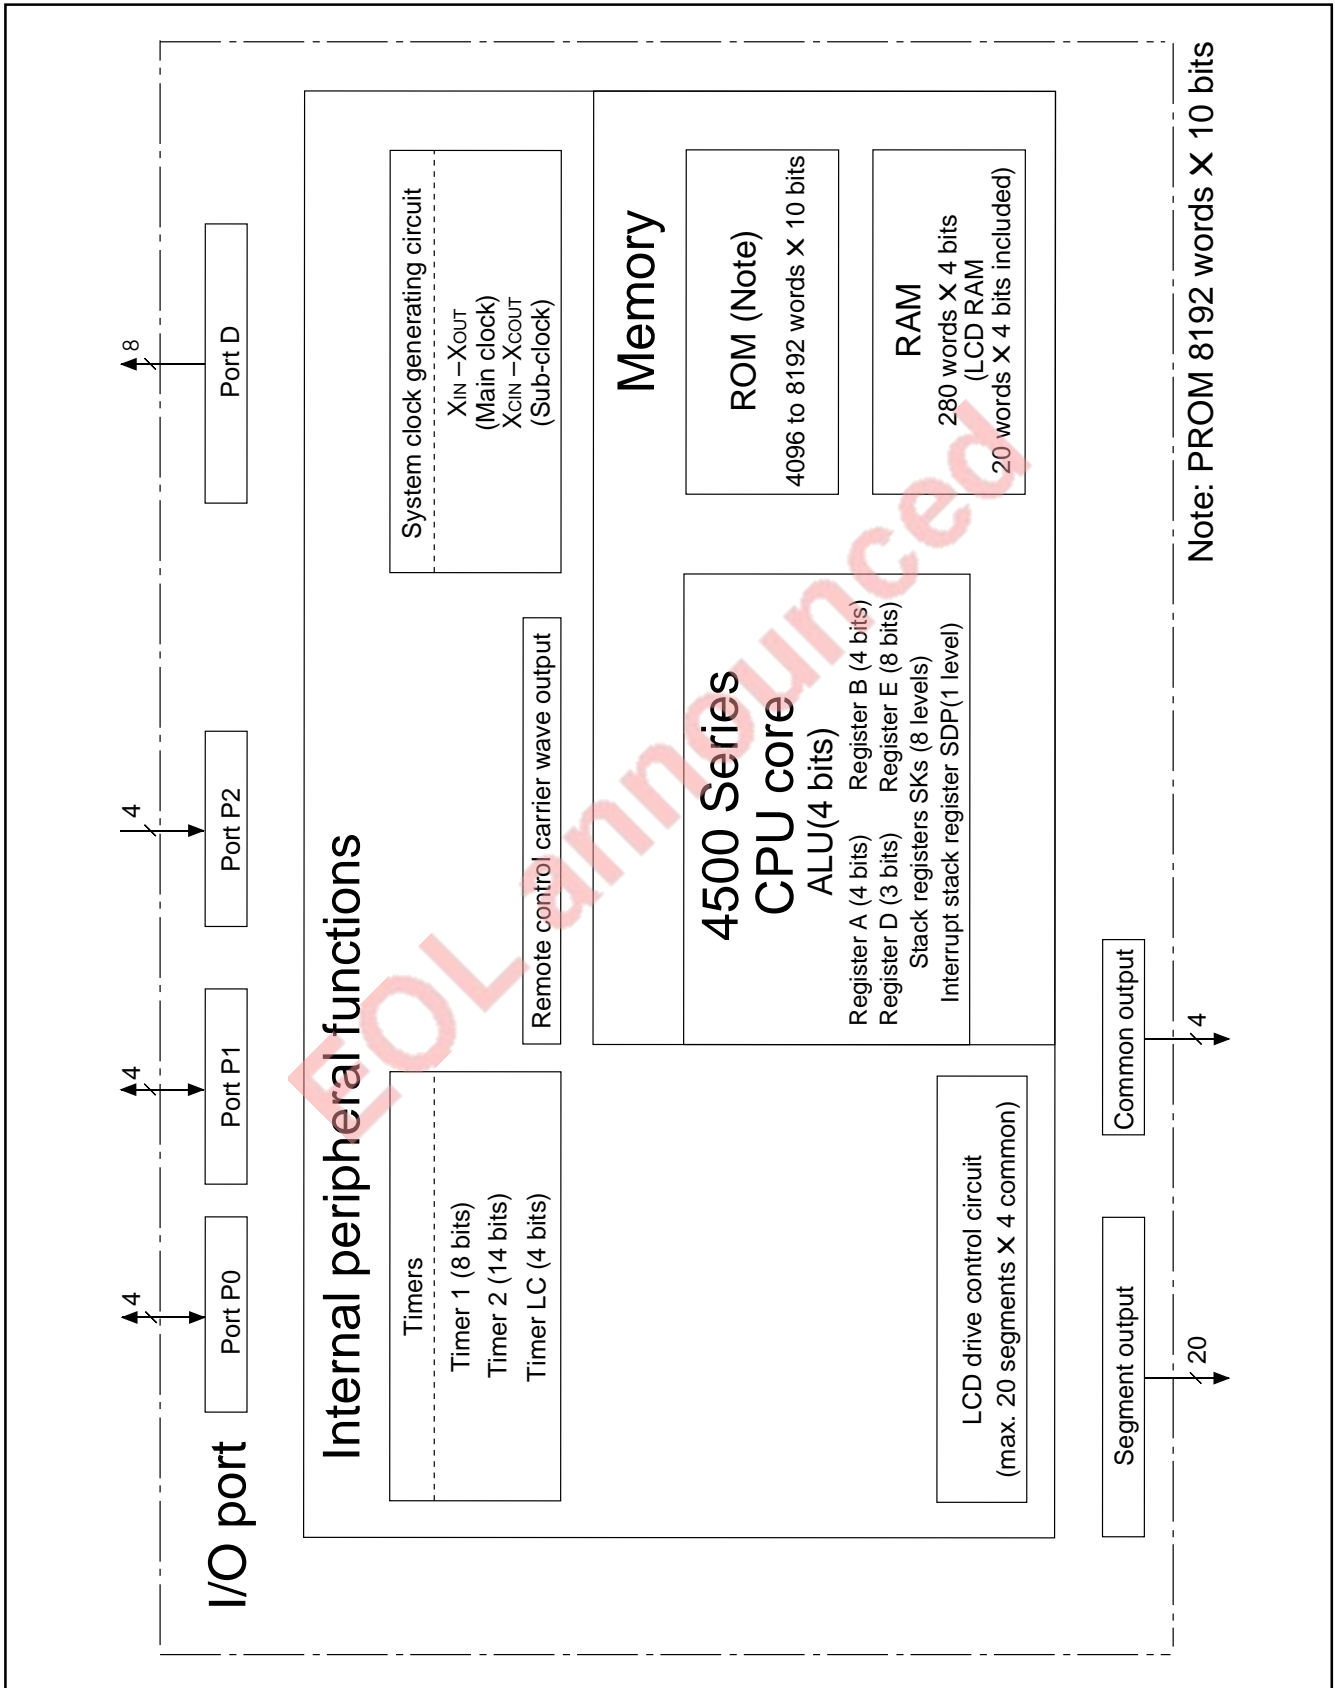 I/O port
4
4
4
8
Port P0
Port P1
Port P2
Port D
Internal peripheral functions
Timers
Timer 1 (8 bits)
Timer 2 (14 bits)
Timer LC (4 bits)
Remote control carrier wave output
System clock generating circuit
XIN –XOUT
(Main clock)
XCIN –XCOUT
(Sub-clock)
Memory
4500 Series
CPU core
ALU(4 bits)
Register A (4 bits) Register B (4 bits)
Register D (3 bits) Register E (8 bits)
Stack registers SKs (8 levels)
Interrupt stack register SDP(1 level)
ROM (Note)
4096 to 8192 words ✕ 10 bits
RAM
280 words ✕ 4 bits
(LCD RAM
20 words ✕ 4 bits included)
LCD drive control circuit
(max. 20 segments ✕ 4 common)
Segment output
Common output
20
4
Note: PROM 8192 words ✕ 10 bits
EOL announced